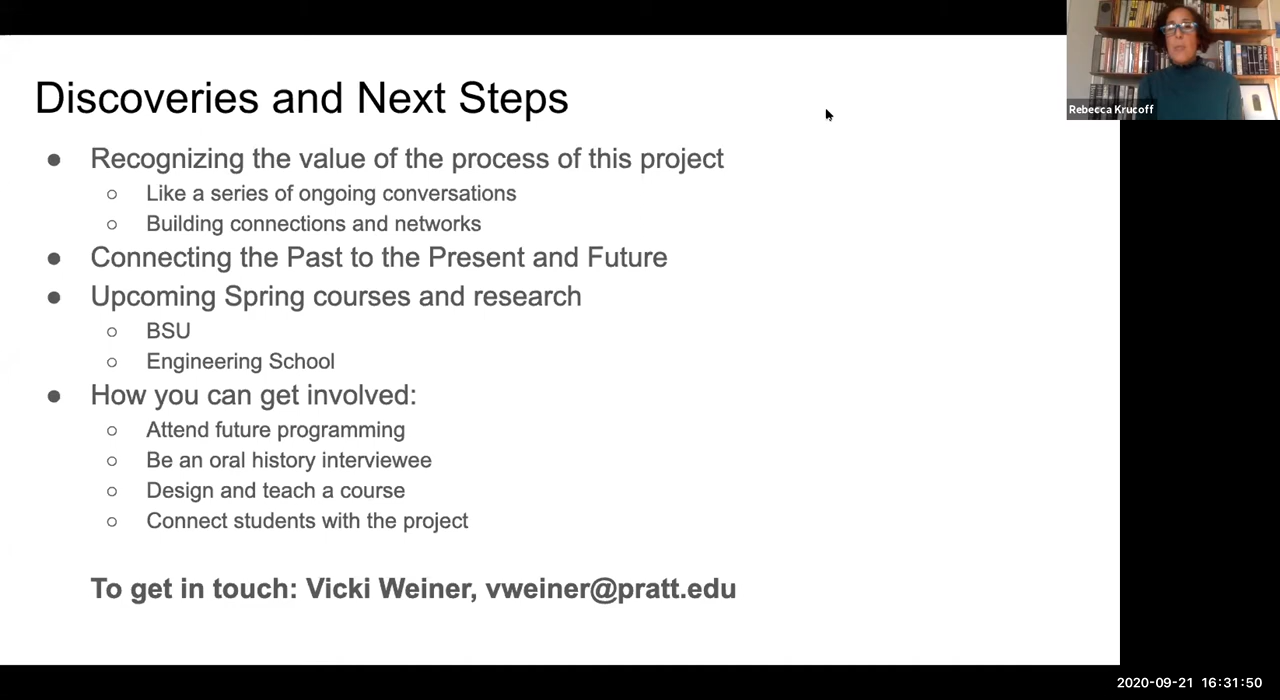 Discoveries and Next Steps
● Recognizing the value of the process of this project
○ Like a series of ongoing conversations
○ Building connections and networks
● Connecting the Past to the Present and Future
● Upcoming Spring courses and research
○ BSU
○ Engineering School
● How you can get involved:
○ Attend future programming
○ Be an oral history interviewee
○ Design and teach a course
○ Connect students with the project
To get in touch: Vicki Weiner, vweiner@pratt.edu
Rebecca Krucoff
2020-09-21 16:31:50